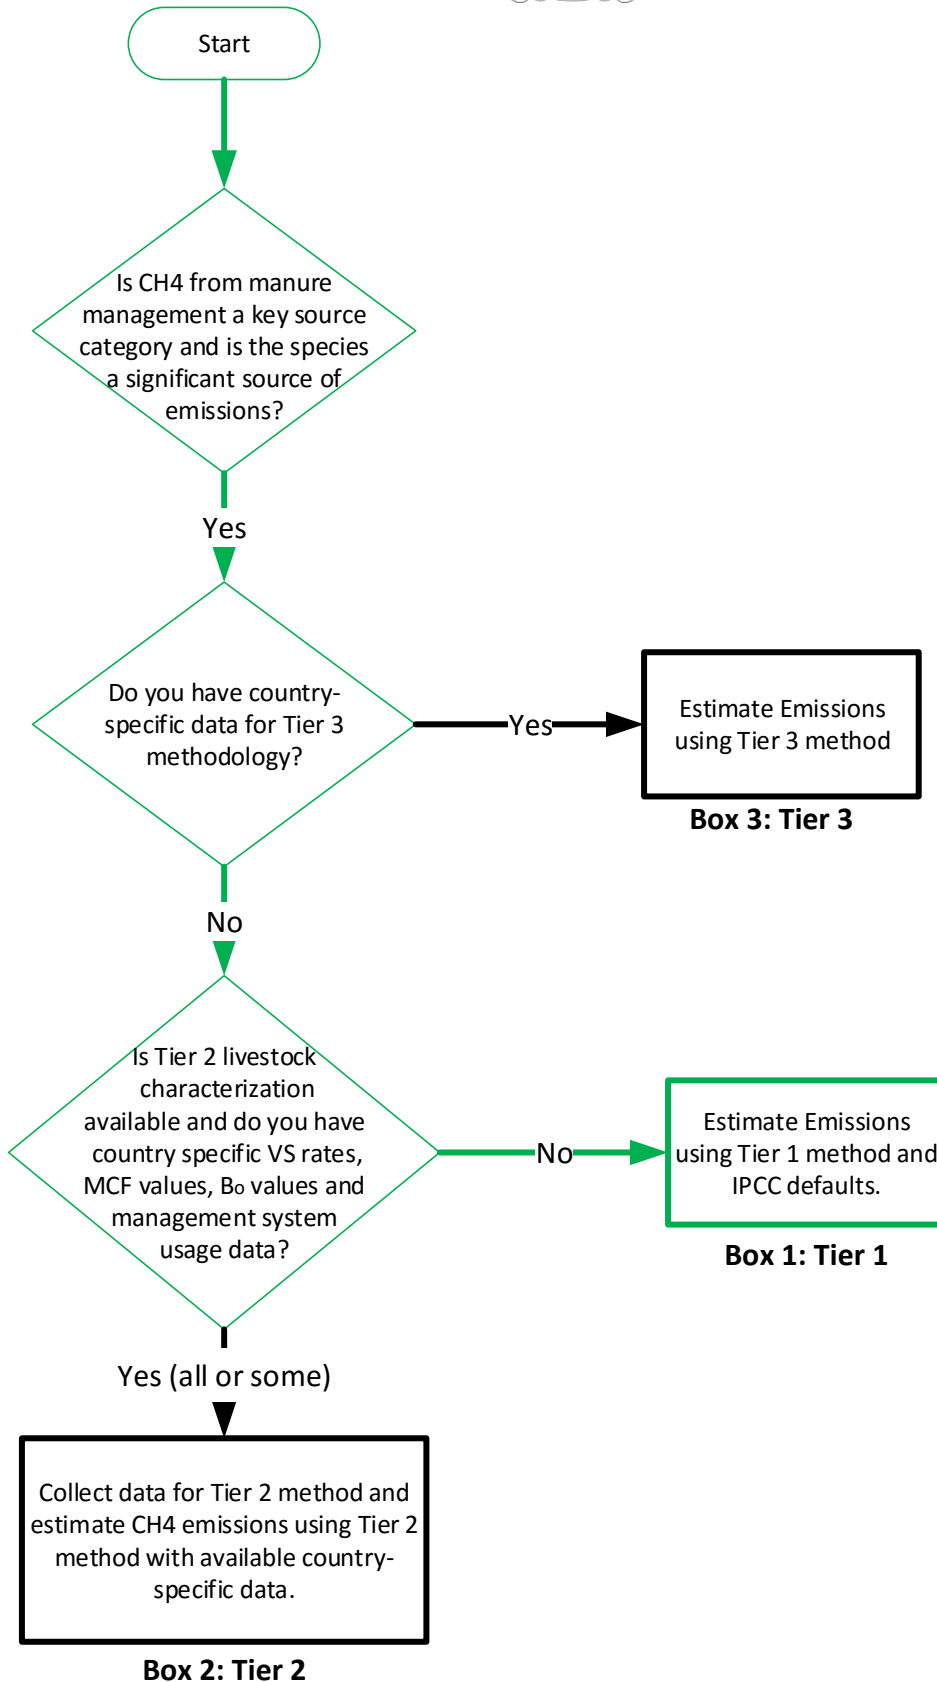 Start
Is CH4 from manure
management a key source
category and is the species
a significant source of
emissions?
Yes
Do you have country-
specific data for Tier 3
methodology?
Yes
Estimate Emissions
using Tier 3 method
Box 3: Tier 3
No
Is Tier 2 livestock
characterization
available and do you have
country specific VS rates,
MCF values, B₀ values and
management system
usage data?
No
Estimate Emissions
using Tier 1 method and
IPCC defaults.
Box 1: Tier 1
Yes (all or some)
Collect data for Tier 2 method and
estimate CH4 emissions using Tier 2
method with available country-
specific data.
Box 2: Tier 2